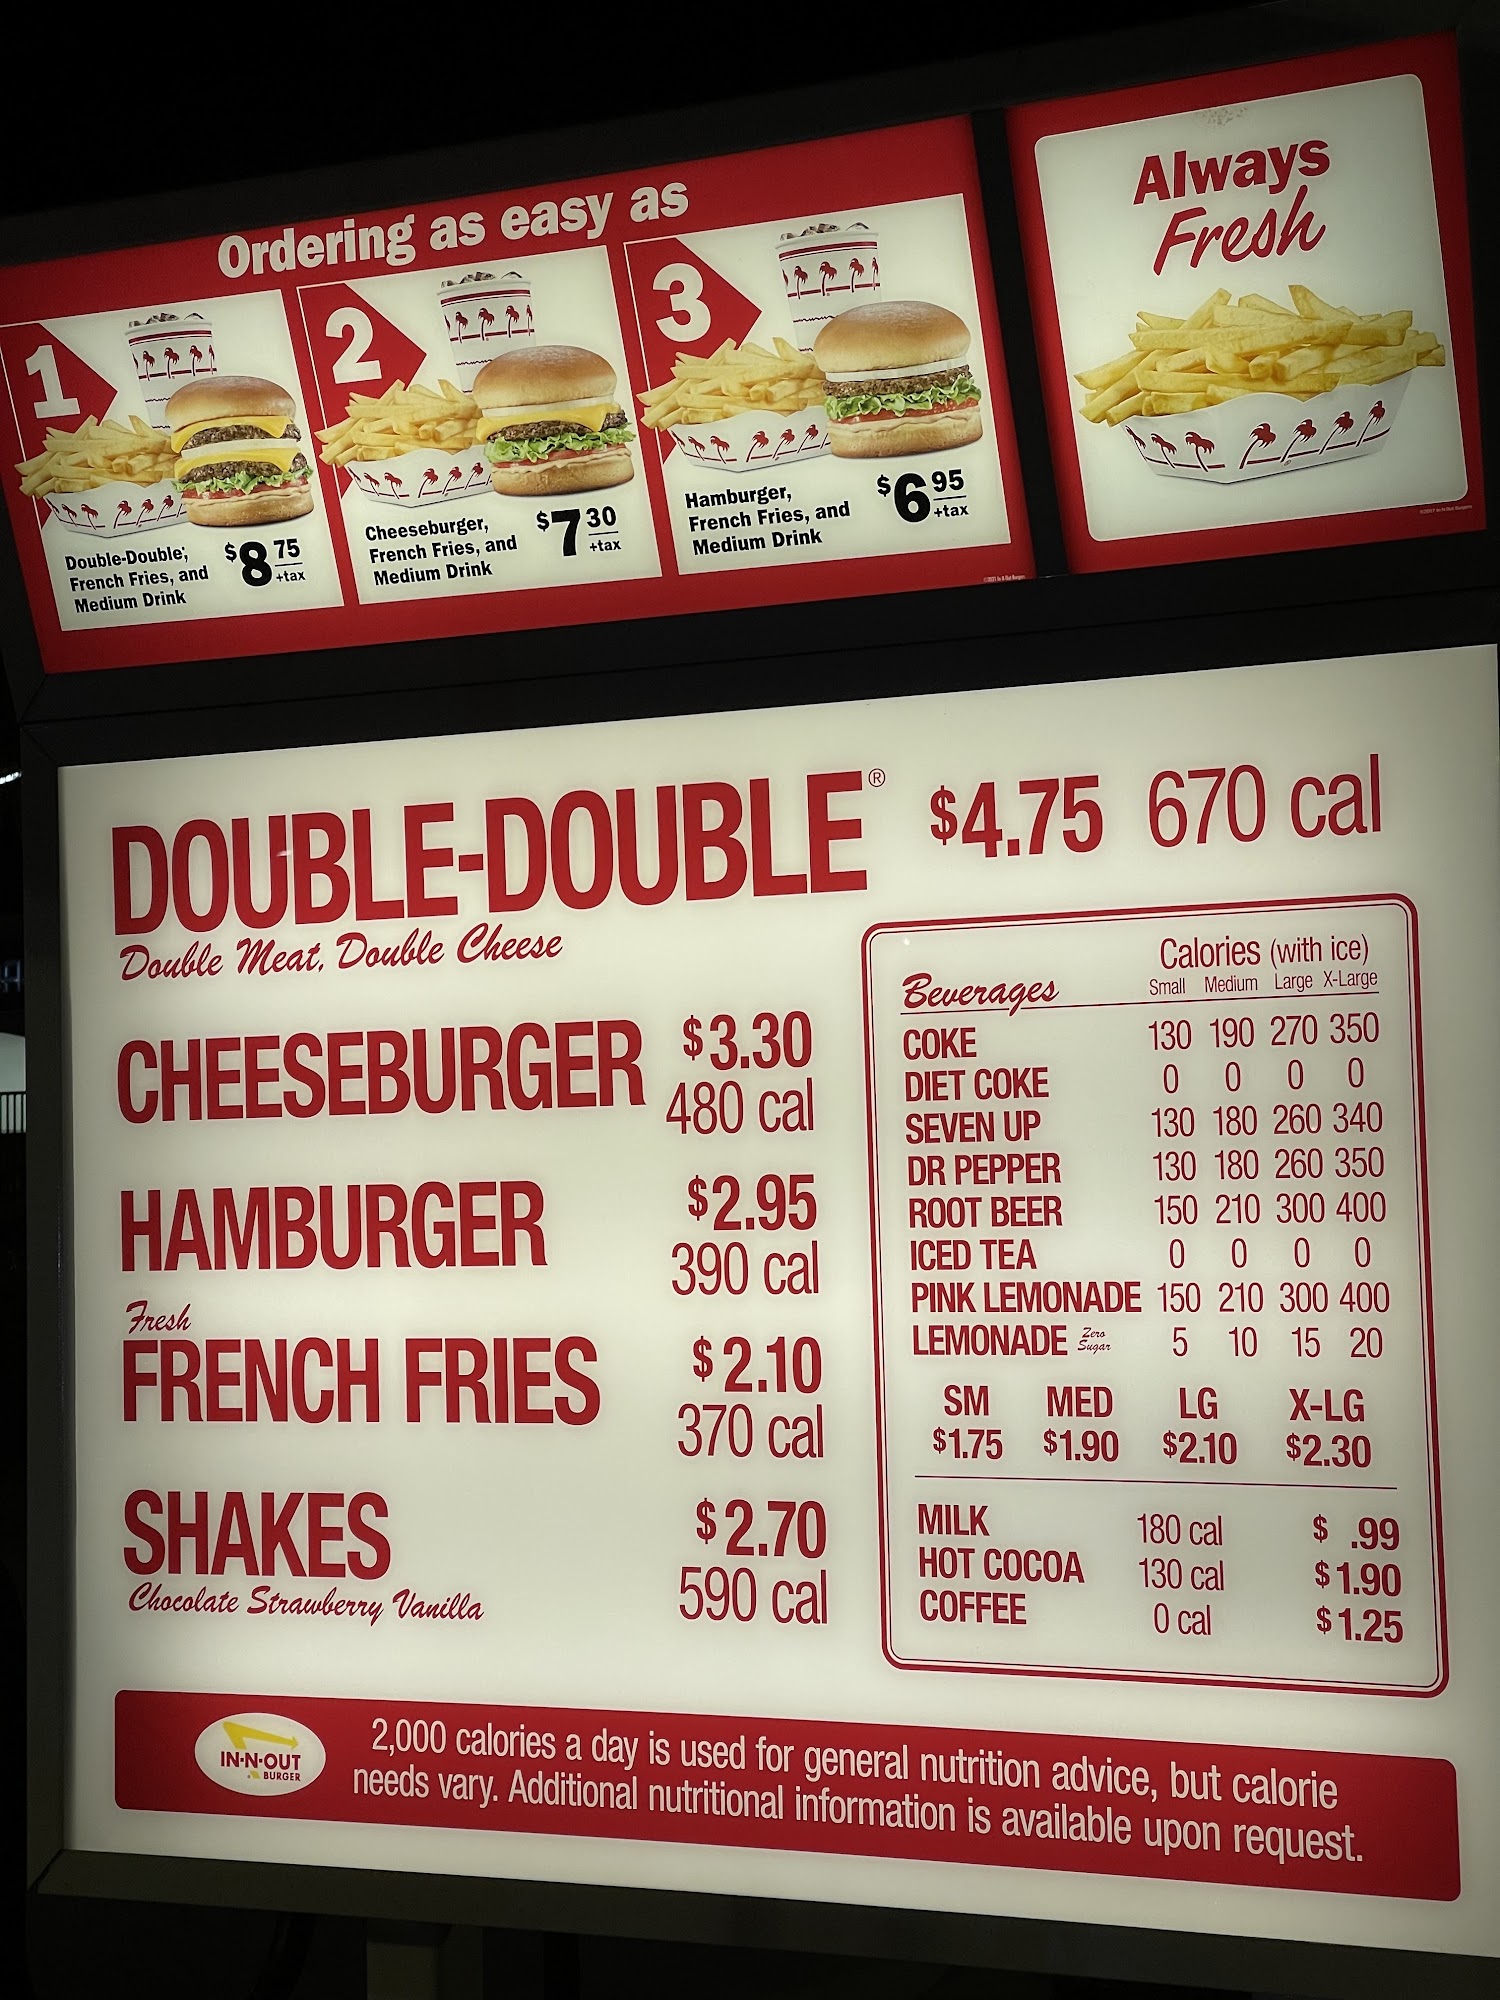 Ordering as easy as
1
Double-Double®,
French Fries, and
Medium Drink
$8 75
+tax
2
Cheeseburger,
French Fries, and
Medium Drink
$7 30
+tax
3
Hamburger,
French Fries, and
Medium Drink
$6 95
+tax
Always
Fresh
DOUBLE-DOUBLE® $4.75 670 cal
Double Meat, Double Cheese
CHEESEBURGER $3.30
480 cal
HAMBURGER $2.95
390 cal
Fresh
FRENCH FRIES $2.10
370 cal
SHAKES $2.70
Chocolate Strawberry Vanilla 590 cal
Calories (with ice)
Beverages Small Medium Large X-Large
COKE 130 190 270 350
DIET COKE 0 0 0 0
SEVEN UP 130 180 260 340
DR PEPPER 130 180 260 350
ROOT BEER 150 210 300 400
ICED TEA 0 0 0 0
PINK LEMONADE 150 210 300 400
LEMONADE Zero Sugar 5 10 15 20
SM MED LG X-LG
$1.75 $1.90 $2.10 $2.30
MILK 180 cal $ .99
HOT COCOA 130 cal $1.90
COFFEE 0 cal $1.25
IN-N-OUT
BURGER
2,000 calories a day is used for general nutrition advice, but calorie
needs vary. Additional nutritional information is available upon request.